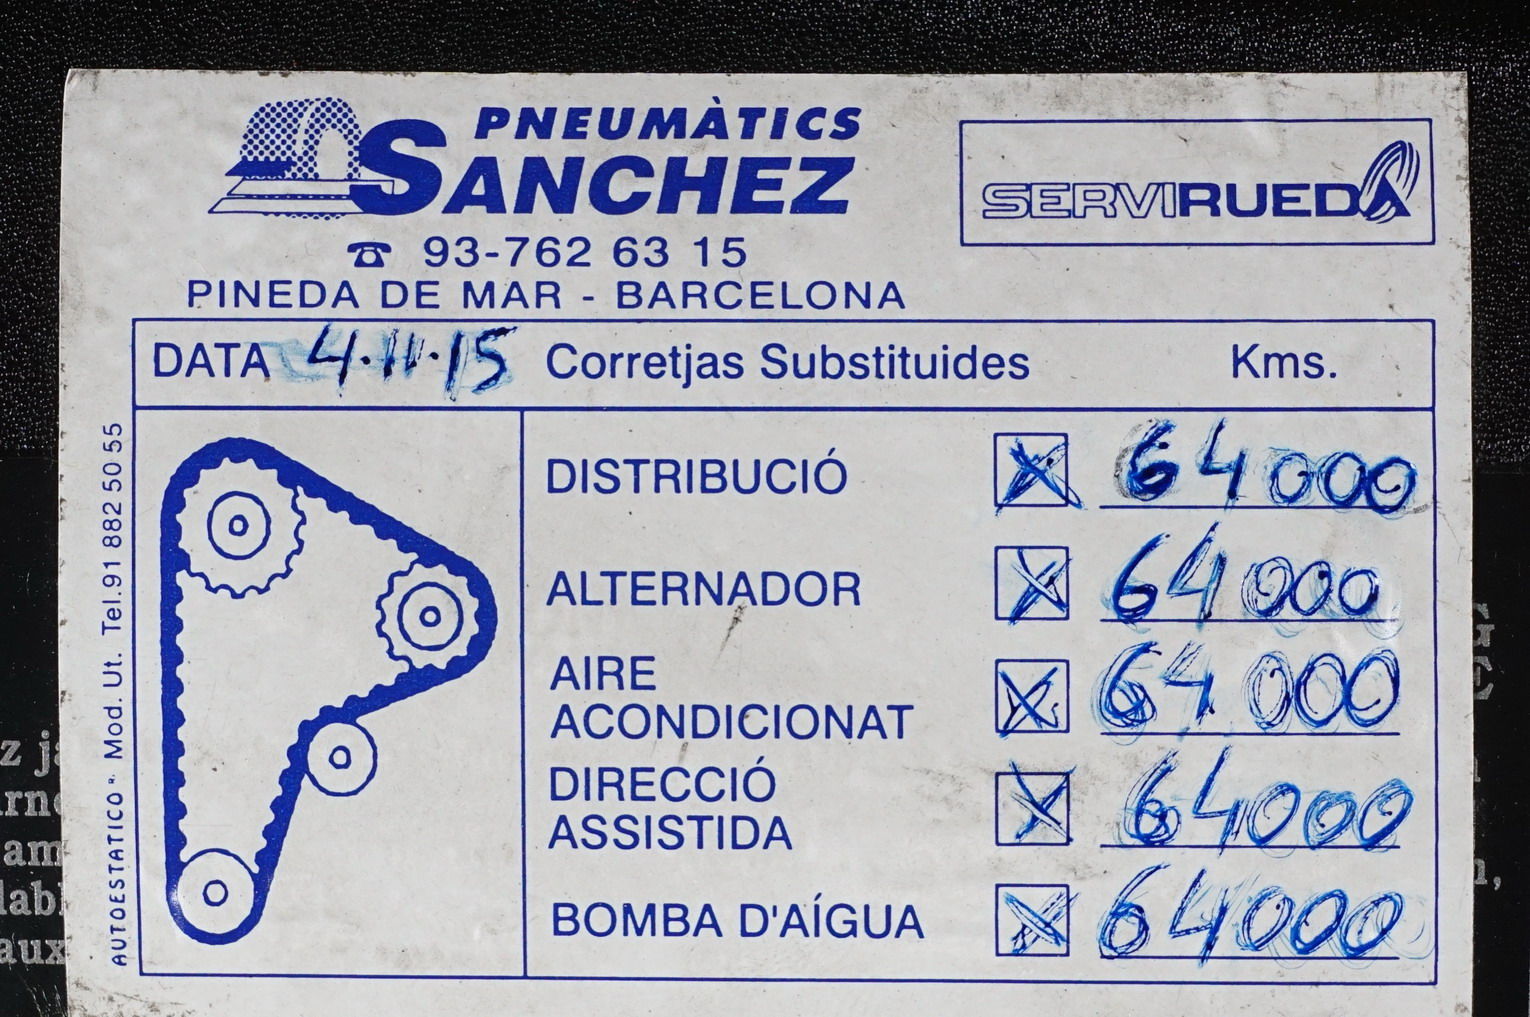 PNEUMÀTICS
SANCHEZ
SERVIRUEDA
☎ 93-762 63 15
PINEDA DE MAR - BARCELONA
DATA 4.11.15 Corretjas Substituides Kms.
DISTRIBUCIÓ X 64000
ALTERNADOR X 64000
AIRE
ACONDICIONAT X 64000
DIRECCIÓ
ASSISTIDA X 64000
BOMBA D'AÍGUA X 64000
AUTOESTATICO ® Mod. Ut. Tel.91 882 50 55